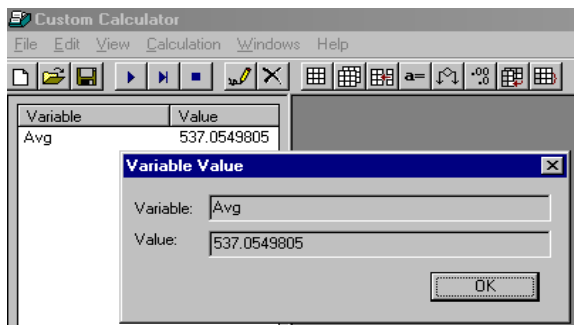 Custom Calculator
File Edit View Calculation Windows Help
a=
Variable Value
Avg 537.0549805
Variable Value
Variable: Avg
Value: 537.0549805
OK